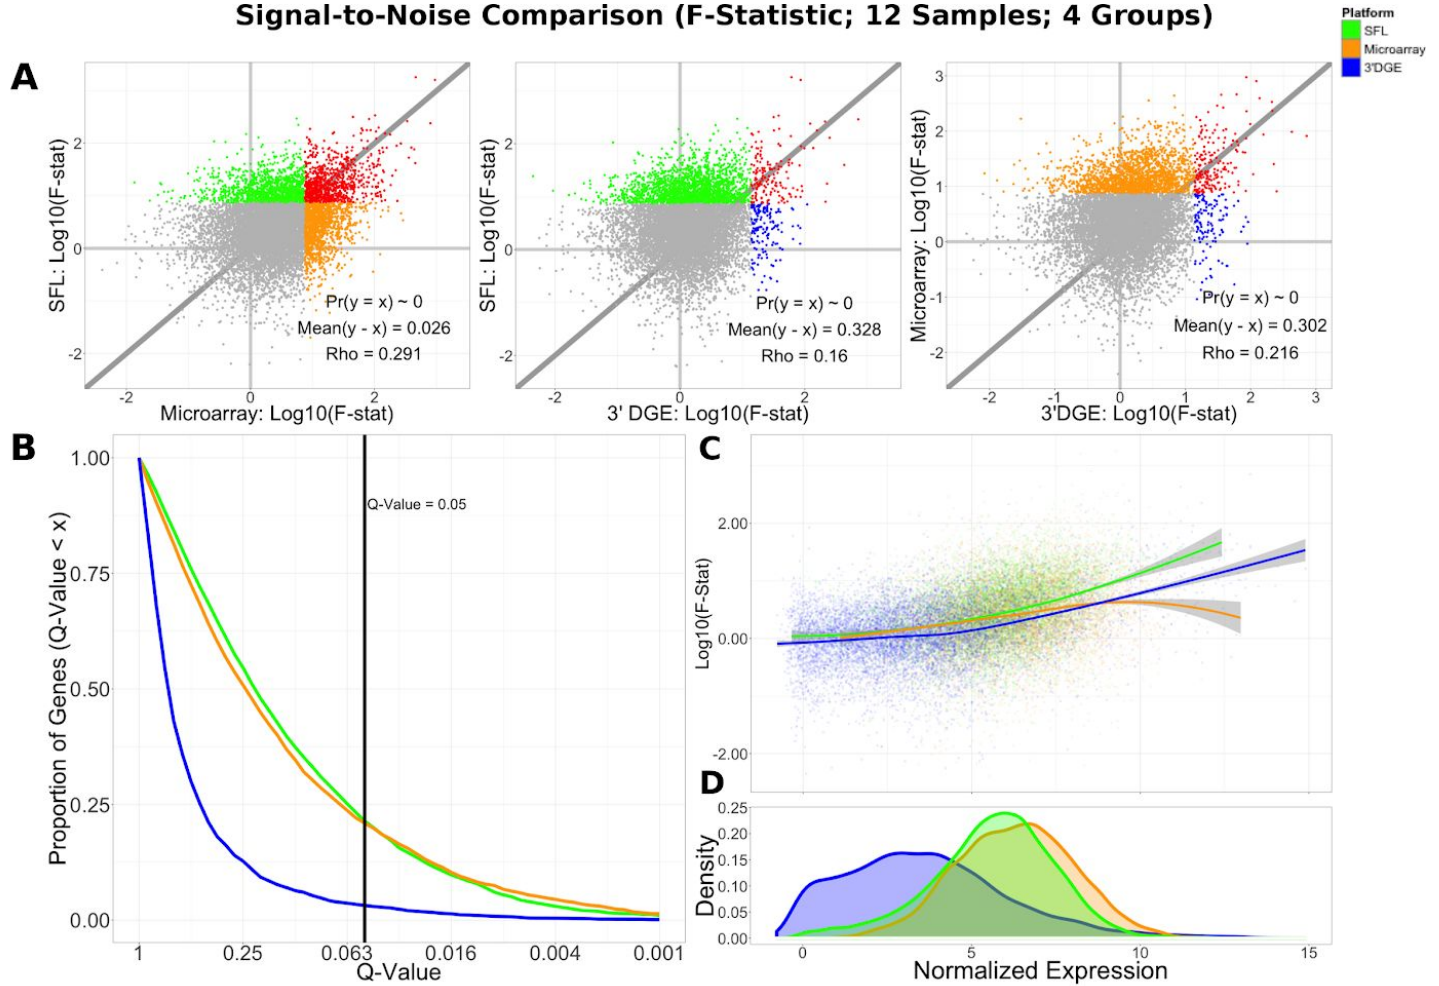 Signal-to-Noise Comparison (F-Statistic; 12 Samples; 4 Groups)
Platform
SFL
Microarray
3'DGE
A
SFL: Log10(F-stat)
2
0
-2
Pr(y = x) ~ 0
Mean(y - x) = 0.026
Rho = 0.291
-2
0
2
Microarray: Log10(F-stat)
SFL: Log10(F-stat)
2
0
-2
Pr(y = x) ~ 0
Mean(y - x) = 0.328
Rho = 0.16
-2
0
2
3' DGE: Log10(F-stat)
Microarray: Log10(F-stat)
3
2
1
0
-1
-2
Pr(y = x) ~ 0
Mean(y - x) = 0.302
Rho = 0.216
-2
-1
0
1
2
3
3'DGE: Log10(F-stat)
B
Proportion of Genes (Q-Value < x)
1.00
0.75
0.50
0.25
0.00
Q-Value = 0.05
1
0.25
0.063
0.016
0.004
0.001
Q-Value
C
Log10(F-Stat)
2.00
0.00
-2.00
D
Density
0.25
0.20
0.15
0.10
0.05
0.00
0
5
10
15
Normalized Expression